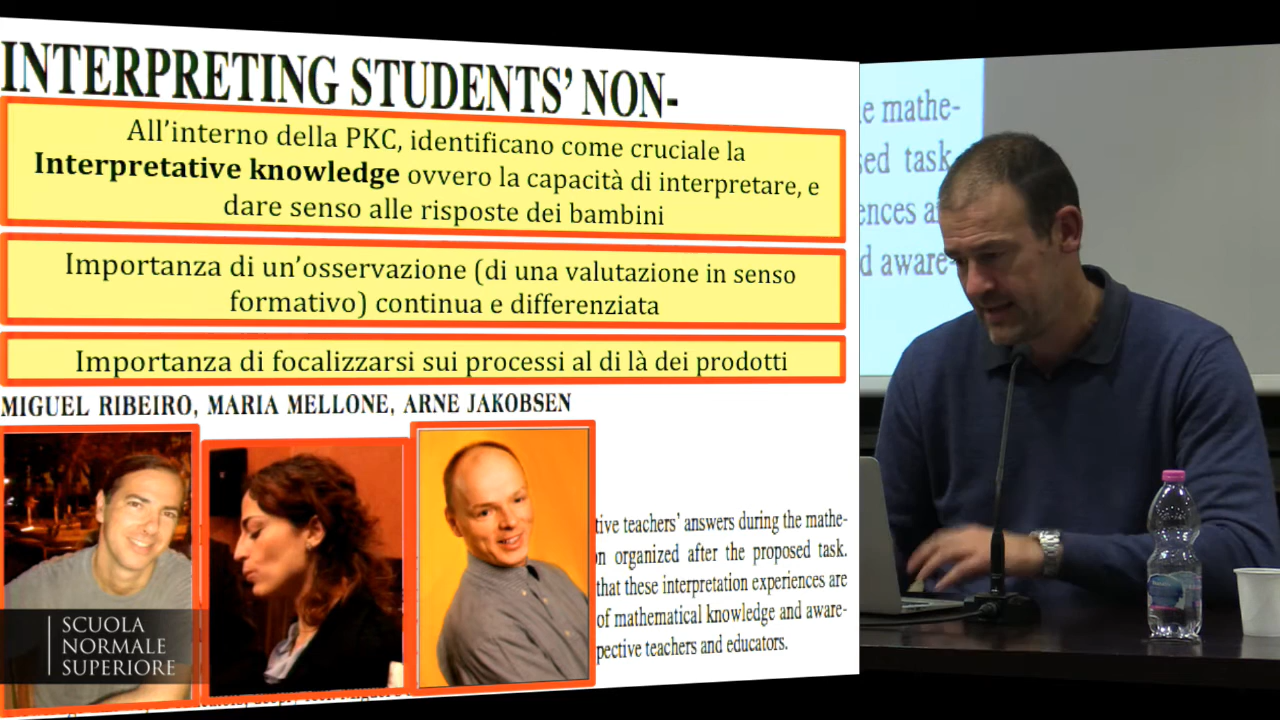 INTERPRETING STUDENTS' NON-
All'interno della PKC, identificano come cruciale la
Interpretative knowledge ovvero la capacità di interpretare, e
dare senso alle risposte dei bambini
Importanza di un'osservazione (di una valutazione in senso
formativo) continua e differenziata
Importanza di focalizzarsi sui processi al di là dei prodotti
MIGUEL RIBEIRO, MARIA MELLONE, ARNE JAKOBSEN
tive teachers' answers during the mathe-
n organized after the proposed task.
that these interpretation experiences are
of mathematical knowledge and aware-
pective teachers and educators.
e mathe-
sed task
ences a
d aware-
SCUOLA
NORMALE
SUPERIORE